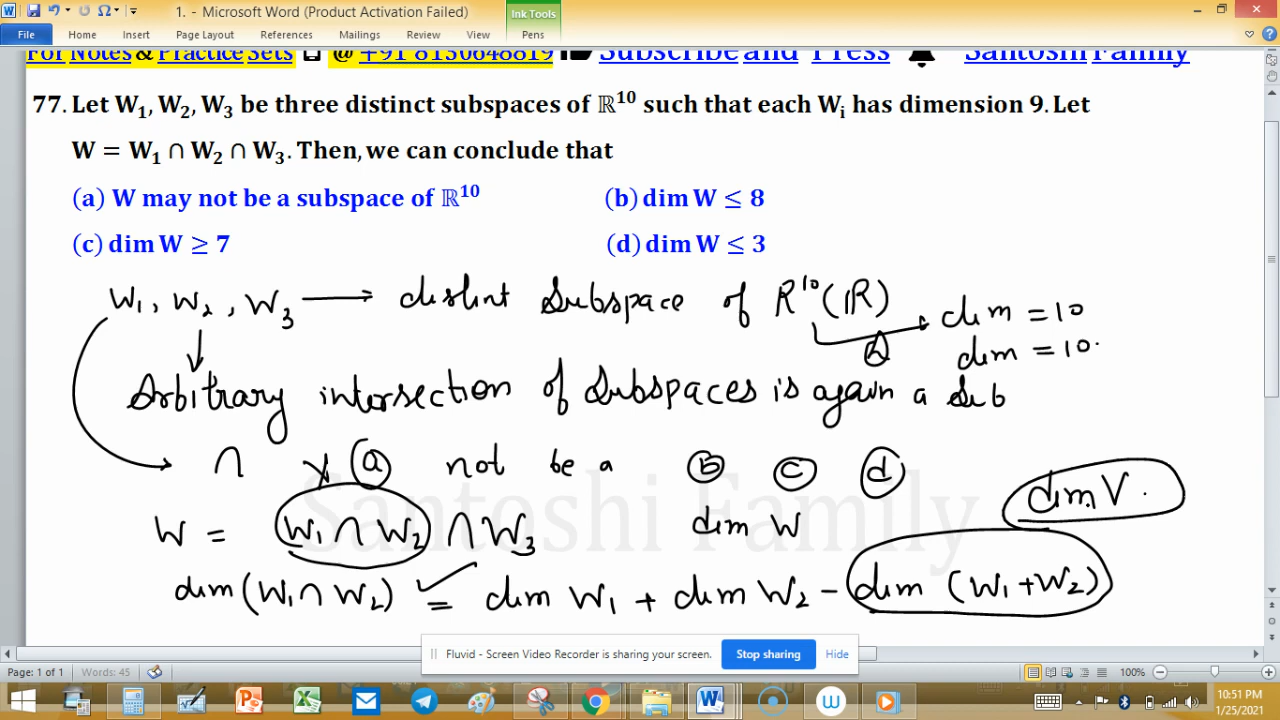 1. - Microsoft Word (Product Activation Failed)
Ink Tools
File Home Insert Page Layout References Mailings Review View Pens
For Notes & Practice Sets @ +91 8130648819 Subscribe and Press Santoshi Family
77. Let W₁, W₂, W₃ be three distinct subspaces of ℝ¹⁰ such that each Wᵢ has dimension 9. Let
W = W₁ ∩ W₂ ∩ W₃. Then, we can conclude that
(a) W may not be a subspace of ℝ¹⁰ (b) dim W ≤ 8
(c) dim W ≥ 7 (d) dim W ≤ 3
W₁, W₂, W₃ → distint Subspace of R¹⁰(IR) dim = 10
dim = 10.
Arbitrary intersection of Subspaces is again a Sub
∩ × (a) not be a (b) (c) (d)
dim V
W = W₁ ∩ W₂ ∩ W₃ dim W
dim (W₁ ∩ W₂) = dim W₁ + dim W₂ - dim (W₁+W₂)
Santoshi Family
Fluvid - Screen Video Recorder is sharing your screen. Stop sharing Hide
Page: 1 of 1 Words: 45 100%
10:51 PM
1/25/2021